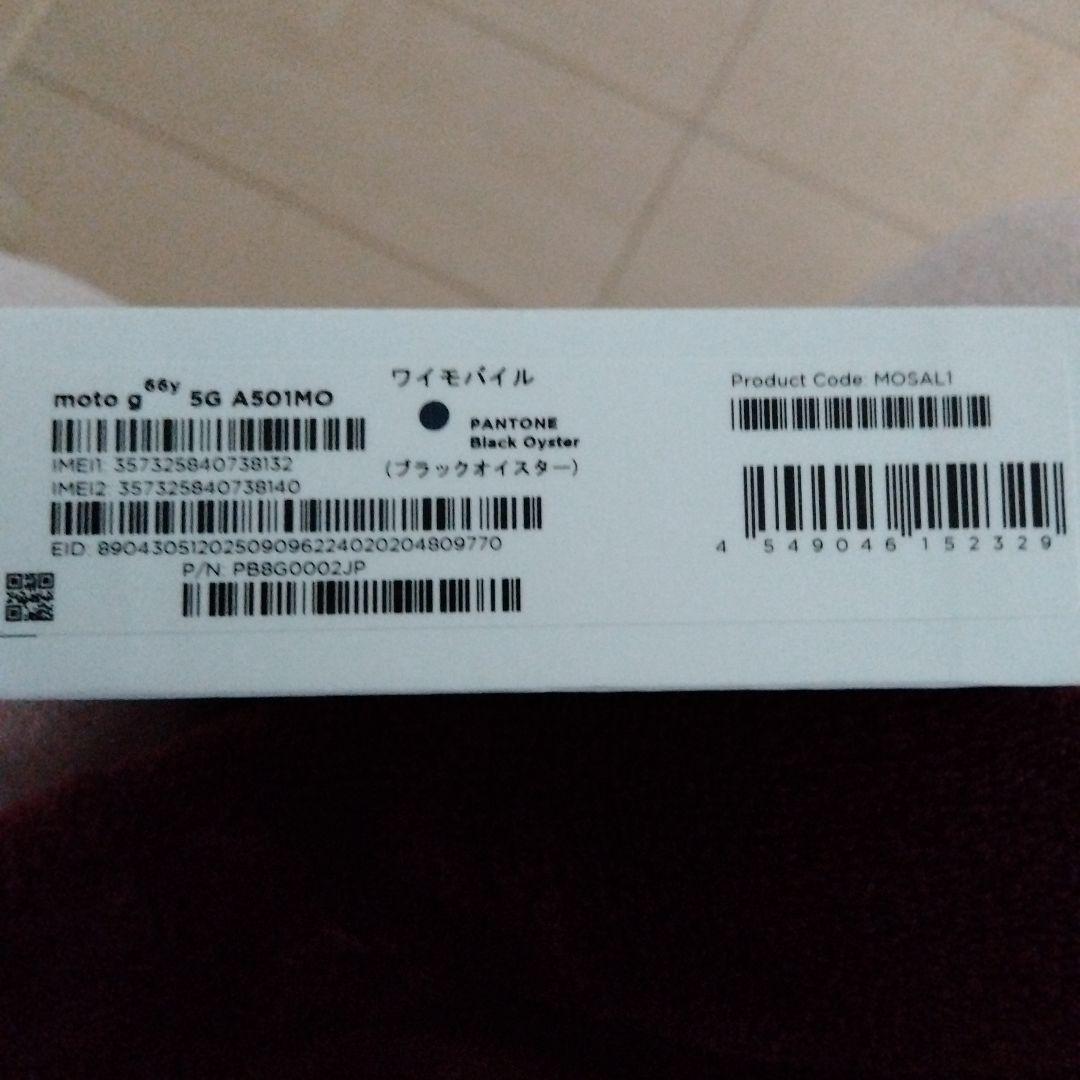 moto g66y 5G A501MO
IMEI1: 357325840738132
IMEI2: 357325840738140
EID: 89043051202509096224020204809770
P/N: PB8G0002JP
ワイモバイル
PANTONE
Black Oyster
(ブラックオイスター)
Product Code: MOSAL1
4 549046 152329